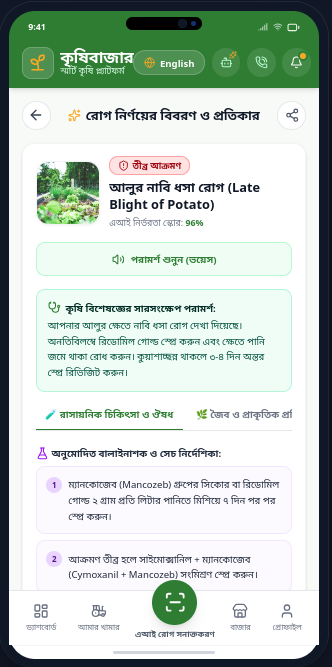 9:41
কৃষিবাজার
স্মার্ট কৃষি প্ল্যাটফর্ম
English
রোগ নির্ণয়ের বিবরণ ও প্রতিকার
তীব্র আক্রমণ
আলুর নাবি ধসা রোগ (Late
Blight of Potato)
এআই নির্ভরতা স্কোর: 96%
পরামর্শ শুনুন (ভয়েস)
কৃষি বিশেষজ্ঞের সারসংক্ষেপ পরামর্শ:
আপনার আলুর ক্ষেতে নাবি ধসা রোগ দেখা দিয়েছে।
অনতিবিলম্বে রিডোমিল গোল্ড স্প্রে করুন এবং ক্ষেতে পানি
জমে থাকা রোধ করুন। কুয়াশাচ্ছন্ন থাকলে ৩-৪ দিন অন্তর
স্প্রে রিভিজিট করুন।
রাসায়নিক চিকিৎসা ও ঔষধ
জৈব ও প্রাকৃতিক প্রতি
অনুমোদিত বালাইনাশক ও সেচ নির্দেশিকা:
1 ম্যানকোজেব (Mancozeb) গ্রুপের সিকোর বা রিডোমিল
গোল্ড ২ গ্রাম প্রতি লিটার পানিতে মিশিয়ে ৭ দিন পর পর
স্প্রে করুন।
2 আক্রমণ তীব্র হলে সাইমোক্সানিল + ম্যানকোজেব
(Cymoxanil + Mancozeb) সংমিশ্রণ স্প্রে করুন।
ড্যাশবোর্ড
আমার খামার
এআই রোগ সনাক্তকরণ
বাজার
প্রোফাইল